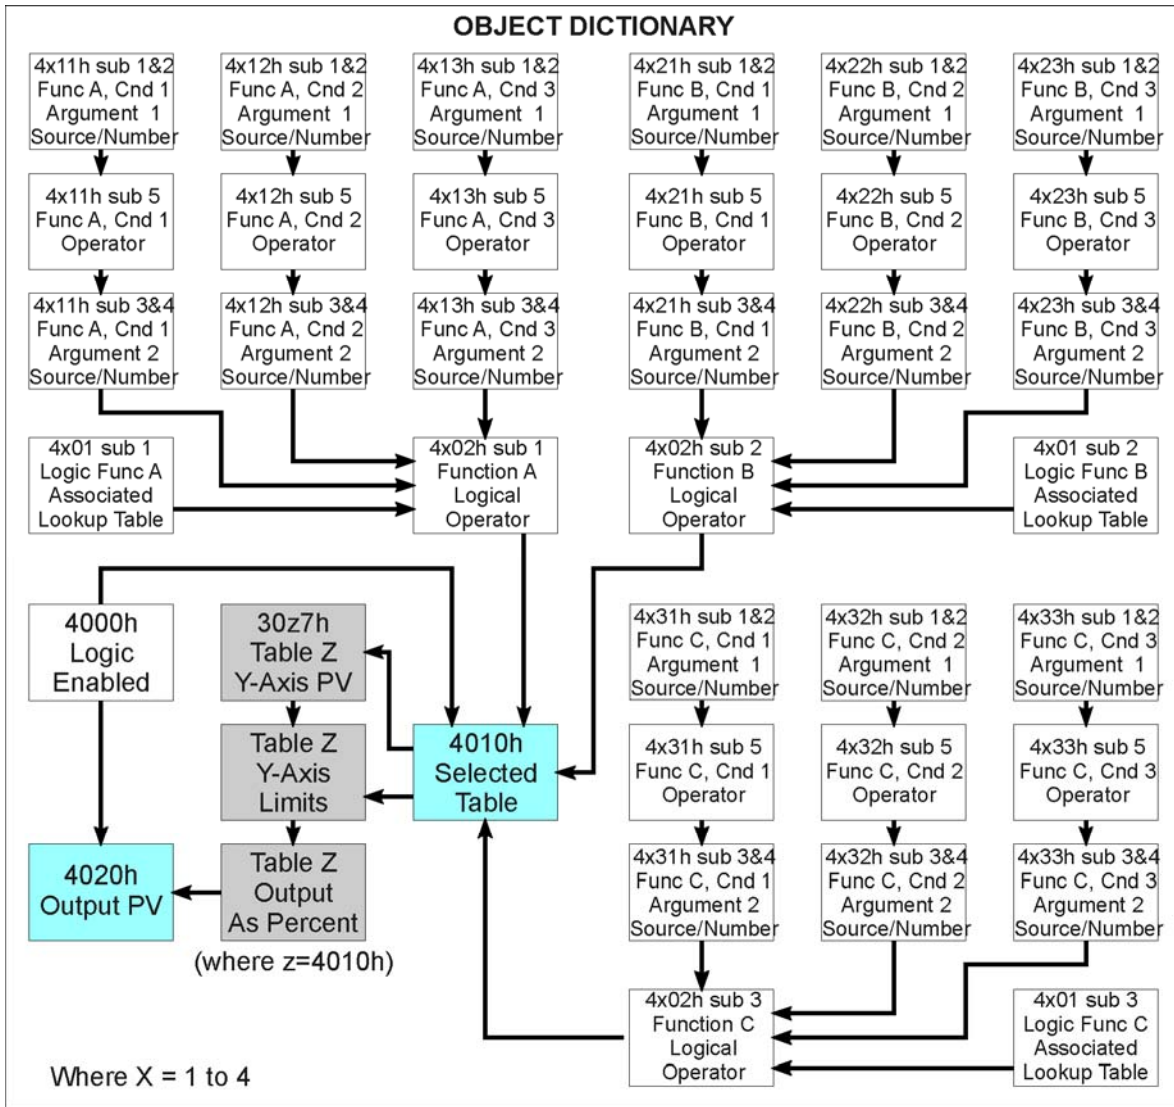 OBJECT DICTIONARY
4x11h sub 1&2
Func A, Cnd 1
Argument 1
Source/Number
4x12h sub 1&2
Func A, Cnd 2
Argument 1
Source/Number
4x13h sub 1&2
Func A, Cnd 3
Argument 1
Source/Number
4x21h sub 1&2
Func B, Cnd 1
Argument 1
Source/Number
4x22h sub 1&2
Func B, Cnd 2
Argument 1
Source/Number
4x23h sub 1&2
Func B, Cnd 3
Argument 1
Source/Number
4x11h sub 5
Func A, Cnd 1
Operator
4x12h sub 5
Func A, Cnd 2
Operator
4x13h sub 5
Func A, Cnd 3
Operator
4x21h sub 5
Func B, Cnd 1
Operator
4x22h sub 5
Func B, Cnd 2
Operator
4x23h sub 5
Func B, Cnd 3
Operator
4x11h sub 3&4
Func A, Cnd 1
Argument 2
Source/Number
4x12h sub 3&4
Func A, Cnd 2
Argument 2
Source/Number
4x13h sub 3&4
Func A, Cnd 3
Argument 2
Source/Number
4x21h sub 3&4
Func B, Cnd 1
Argument 2
Source/Number
4x22h sub 3&4
Func B, Cnd 2
Argument 2
Source/Number
4x23h sub 3&4
Func B, Cnd 3
Argument 2
Source/Number
4x01 sub 1
Logic Func A
Associated
Lookup Table
4x02h sub 1
Function A
Logical
Operator
4x02h sub 2
Function B
Logical
Operator
4x01 sub 2
Logic Func B
Associated
Lookup Table
4000h
Logic
Enabled
30z7h
Table Z
Y-Axis PV
4x31h sub 1&2
Func C, Cnd 1
Argument 1
Source/Number
4x32h sub 1&2
Func C, Cnd 2
Argument 1
Source/Number
4x33h sub 1&2
Func C, Cnd 3
Argument 1
Source/Number
Table Z
Y-Axis
Limits
4010h
Selected
Table
4x31h sub 5
Func C, Cnd 1
Operator
4x32h sub 5
Func C, Cnd 2
Operator
4x33h sub 5
Func C, Cnd 3
Operator
4020h
Output PV
Table Z
Output
As Percent
(where z=4010h)
4x31h sub 3&4
Func C, Cnd 1
Argument 2
Source/Number
4x32h sub 3&4
Func C, Cnd 2
Argument 2
Source/Number
4x33h sub 3&4
Func C, Cnd 3
Argument 2
Source/Number
4x02h sub 3
Function C
Logical
Operator
4x01 sub 3
Logic Func C
Associated
Lookup Table
Where X = 1 to 4